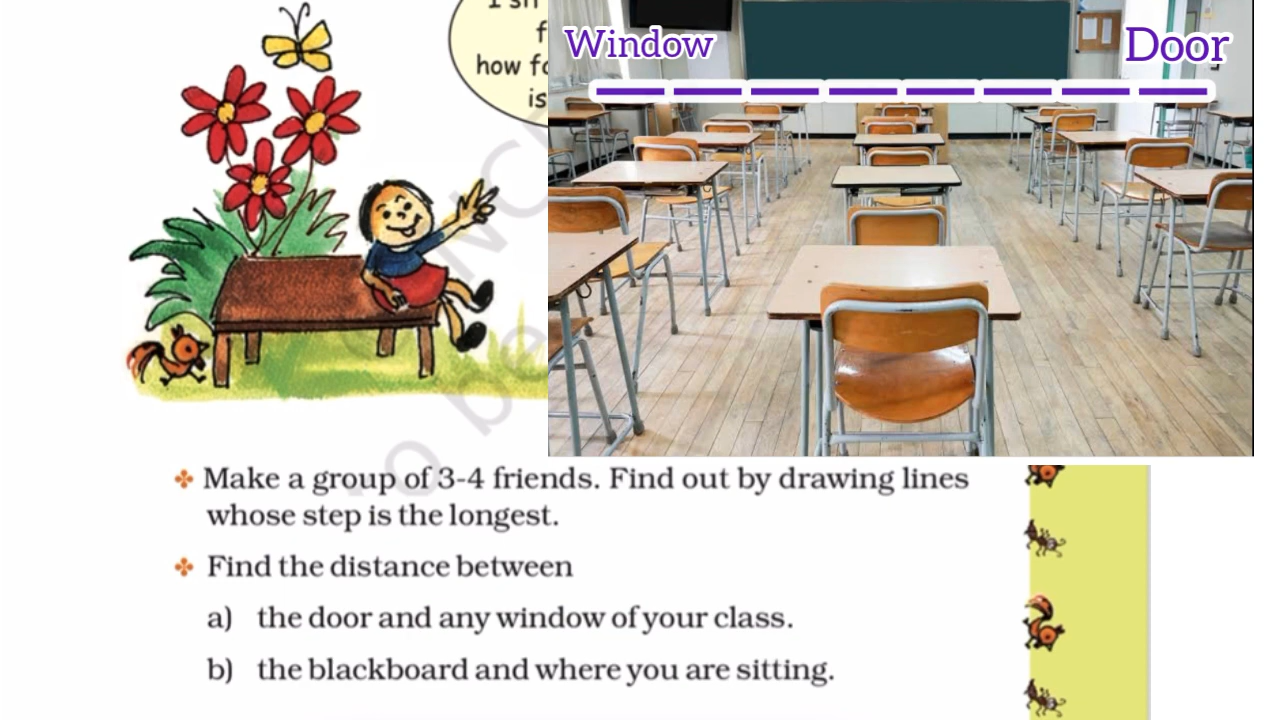 I sh
f
how fo
is
Window
Door
Make a group of 3-4 friends. Find out by drawing lines
whose step is the longest.
Find the distance between
a) the door and any window of your class.
b) the blackboard and where you are sitting.